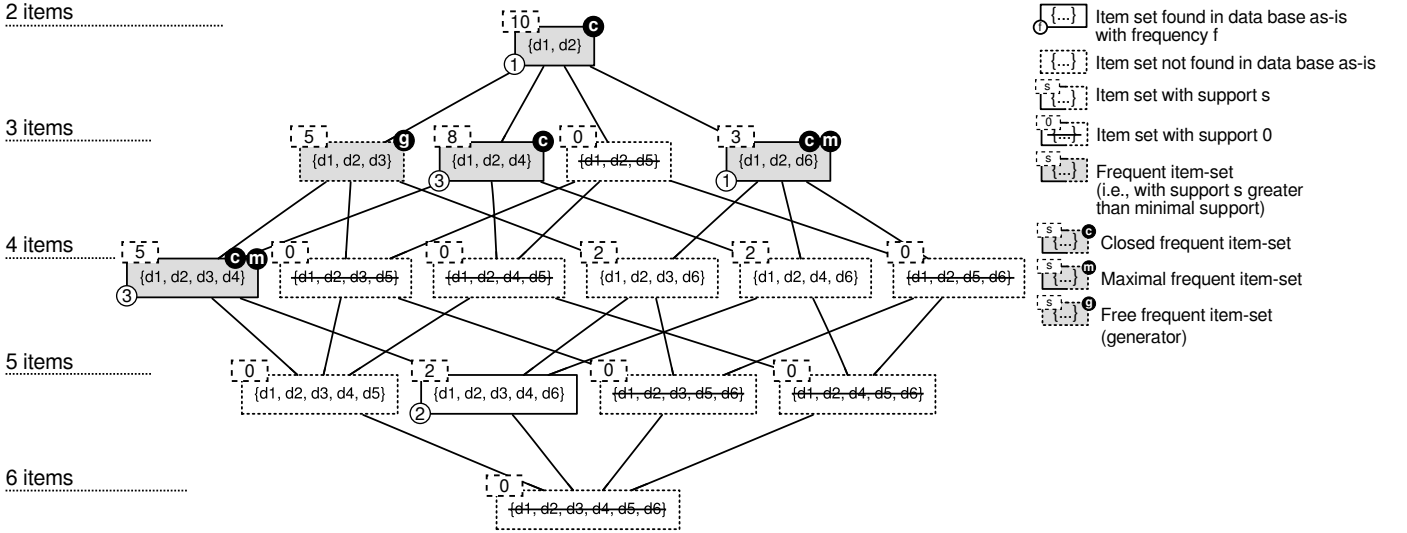 2 items
10
c
{d1, d2}
1
3 items
5
g
{d1, d2, d3}
8
c
{d1, d2, d4}
3
0
{d1, d2, d5}
3
c m
{d1, d2, d6}
1
4 items
5
c m
{d1, d2, d3, d4}
3
0
{d1, d2, d3, d5}
0
{d1, d2, d4, d5}
2
{d1, d2, d3, d6}
2
{d1, d2, d4, d6}
0
{d1, d2, d5, d6}
5 items
0
{d1, d2, d3, d4, d5}
2
{d1, d2, d3, d4, d6}
2
0
{d1, d2, d3, d5, d6}
0
{d1, d2, d4, d5, d6}
6 items
0
{d1, d2, d3, d4, d5, d6}
{...}
f
Item set found in data base as-is
with frequency f
{...}
Item set not found in data base as-is
s
{...}
Item set with support s
0
{...}
Item set with support 0
s
{...}
Frequent item-set
(i.e., with support s greater
than minimal support)
s
{...}
c
Closed frequent item-set
s
{...}
m
Maximal frequent item-set
s
{...}
g
Free frequent item-set
(generator)